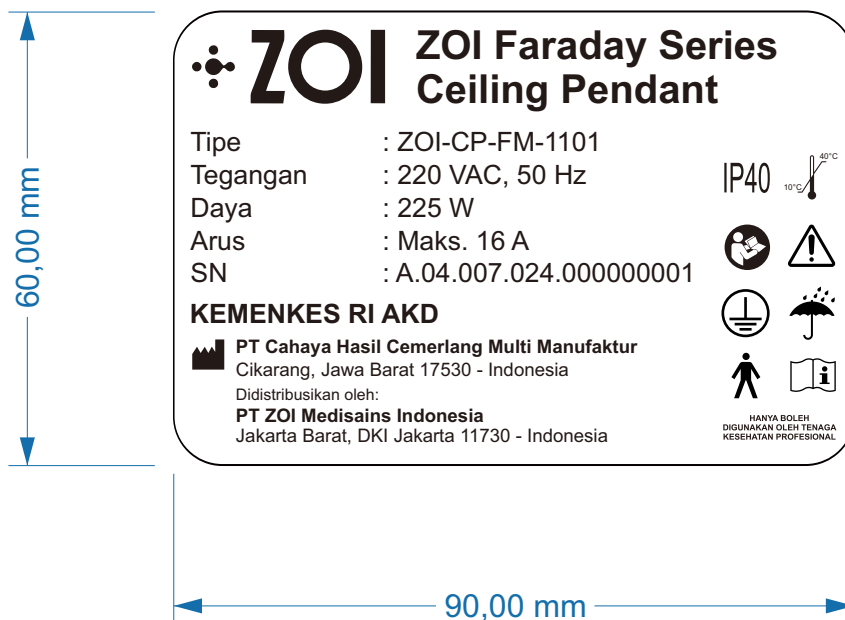 ZOI
ZOI Faraday Series
Ceiling Pendant
Tipe : ZOI-CP-FM-1101
Tegangan : 220 VAC, 50 Hz
Daya : 225 W
Arus : Maks. 16 A
SN : A.04.007.024.000000001
IP40
40°C
10°C
KEMENKES RI AKD
PT Cahaya Hasil Cemerlang Multi Manufaktur
Cikarang, Jawa Barat 17530 - Indonesia
Didistribusikan oleh:
PT ZOI Medisains Indonesia
Jakarta Barat, DKI Jakarta 11730 - Indonesia
i
HANYA BOLEH
DIGUNAKAN OLEH TENAGA
KESEHATAN PROFESIONAL
60,00 mm
90,00 mm